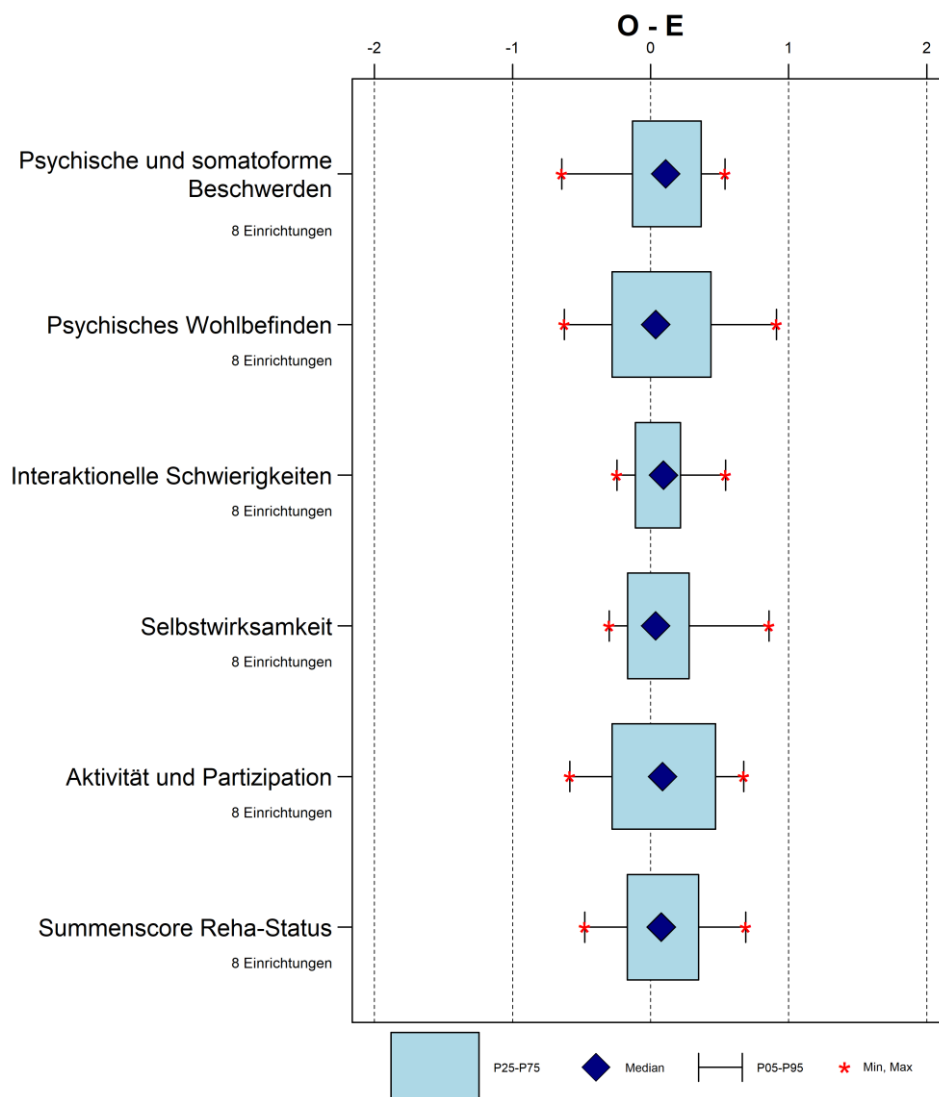 O - E
-2 -1 0 1 2
Psychische und somatoforme
Beschwerden
8 Einrichtungen
Psychisches Wohlbefinden
8 Einrichtungen
Interaktionelle Schwierigkeiten
8 Einrichtungen
Selbstwirksamkeit
8 Einrichtungen
Aktivität und Partizipation
8 Einrichtungen
Summenscore Reha-Status
8 Einrichtungen
P25-P75 Median P05-P95 Min, Max